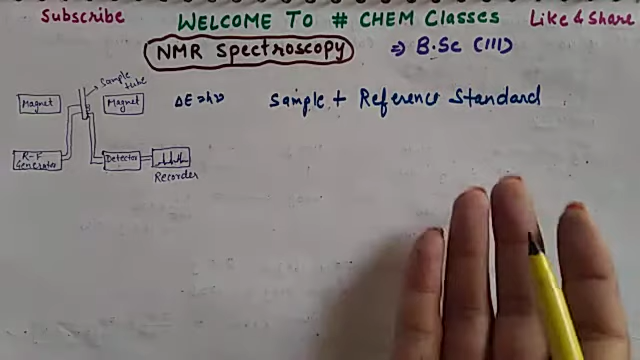 Subscribe WELCOME TO # CHEM Classes Like & Share
NMR Spectroscopy => B.Sc (III)
Sample tube
Magnet Magnet ΔE=hν Sample + Reference Standard
R-F Generator Detector
Recorder